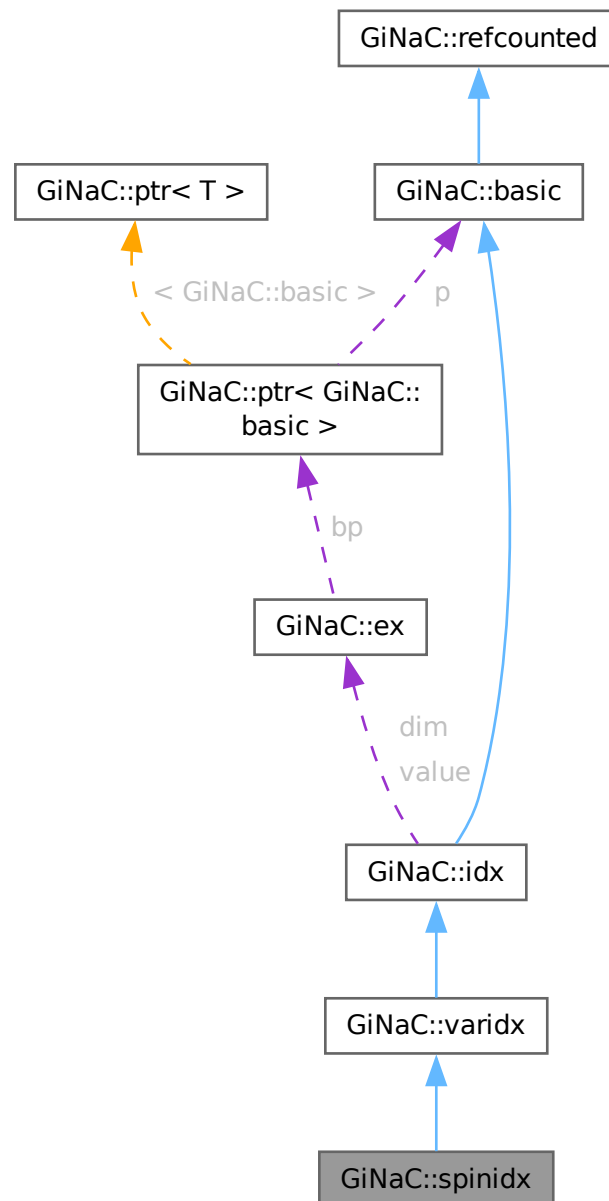 GiNaC::refcounted
GiNaC::ptr< T >
GiNaC::basic
< GiNaC::basic >
p
GiNaC::ptr< GiNaC::
basic >
bp
GiNaC::ex
dim
value
GiNaC::idx
GiNaC::varidx
GiNaC::spinidx